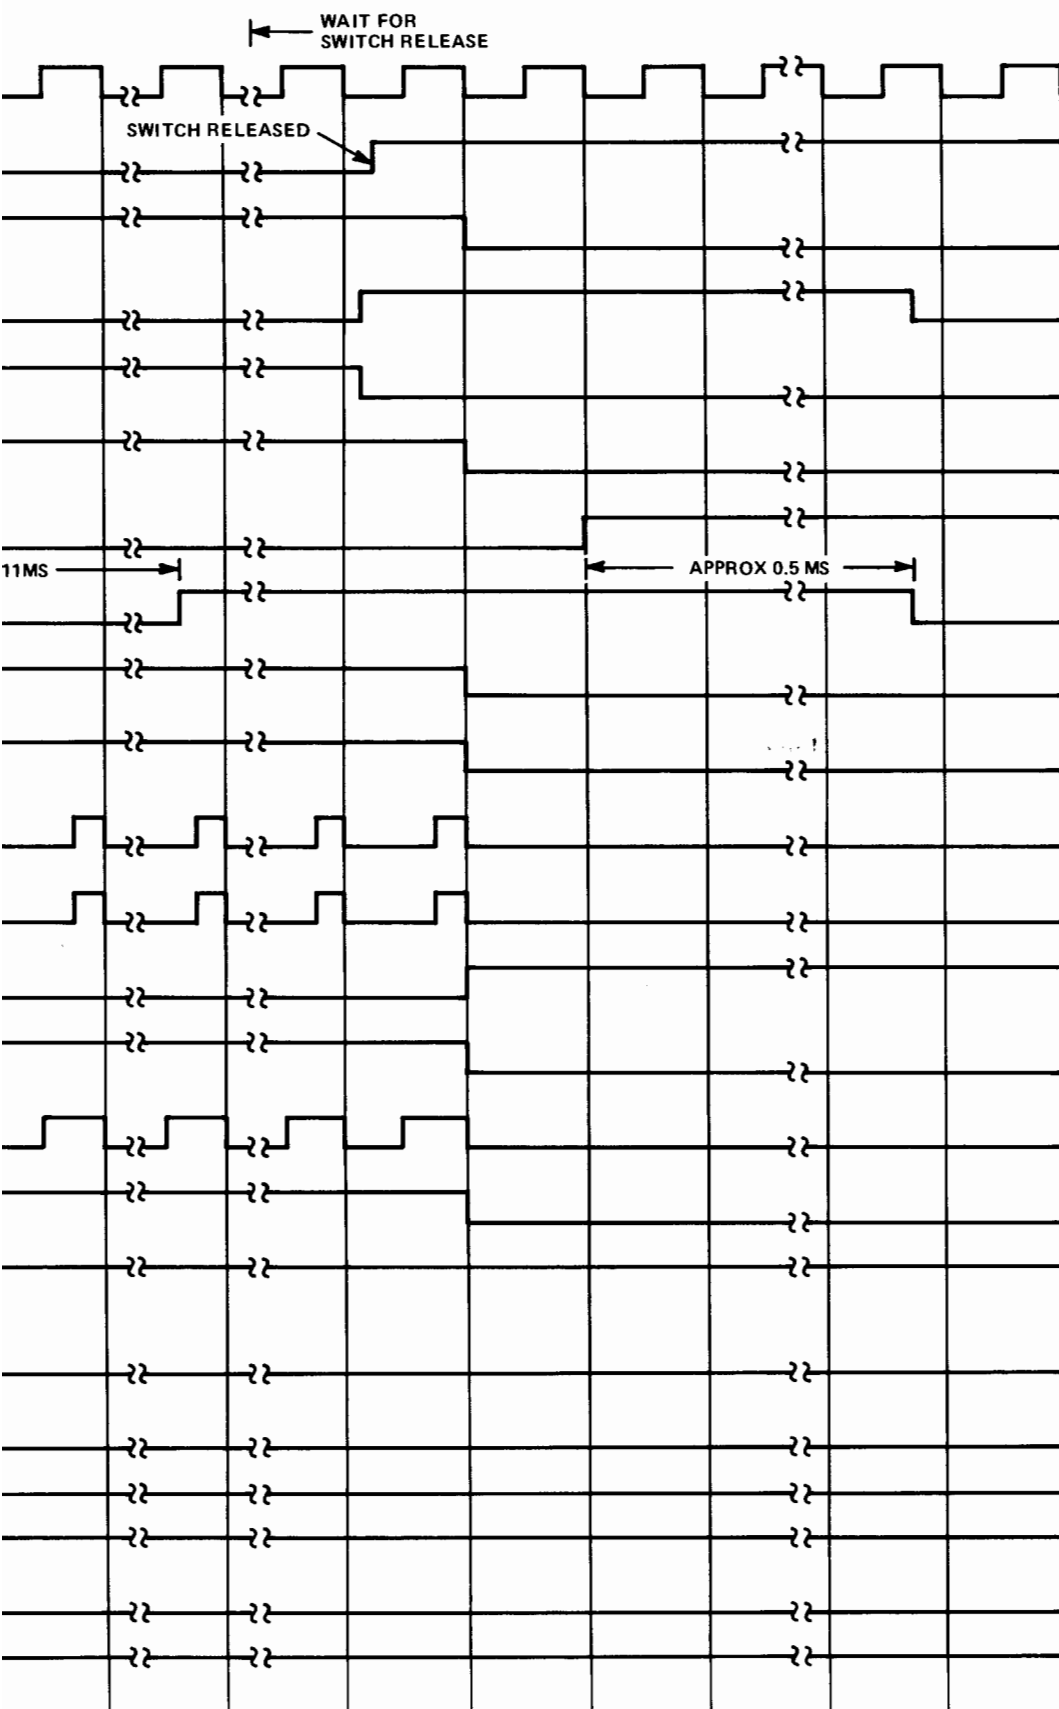 WAIT FOR
SWITCH RELEASE
SWITCH RELEASED
11MS
APPROX 0.5 MS